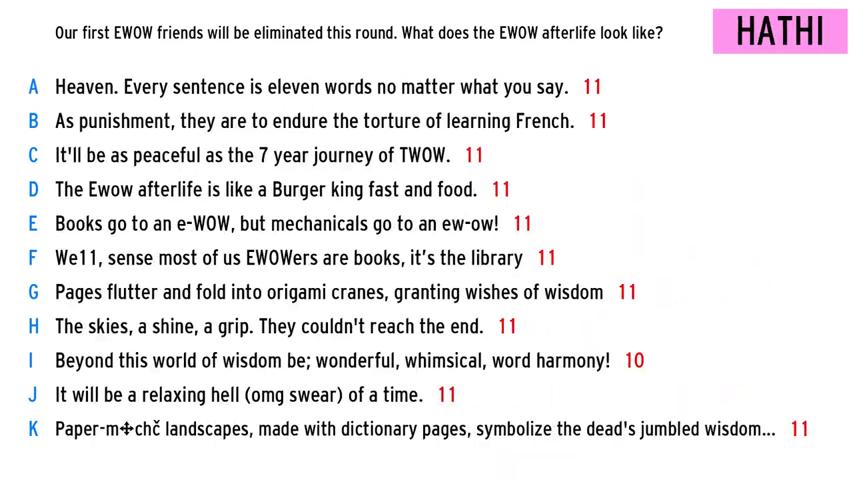 Our first EWOW friends will be eliminated this round. What does the EWOW afterlife look like?
HATHI
A Heaven. Every sentence is eleven words no matter what you say. 11
B As punishment, they are to endure the torture of learning French. 11
C It'll be as peaceful as the 7 year journey of TWOW. 11
D The Ewow afterlife is like a Burger king fast and food. 11
E Books go to an e-WOW, but mechanicals go to an ew-ow! 11
F We11, sense most of us EWOWers are books, it’s the library 11
G Pages flutter and fold into origami cranes, granting wishes of wisdom 11
H The skies, a shine, a grip. They couldn't reach the end. 11
I Beyond this world of wisdom be; wonderful, whimsical, word harmony! 10
J It will be a relaxing hell (omg swear) of a time. 11
K Paper-m✢chč landscapes, made with dictionary pages, symbolize the dead's jumbled wisdom... 11